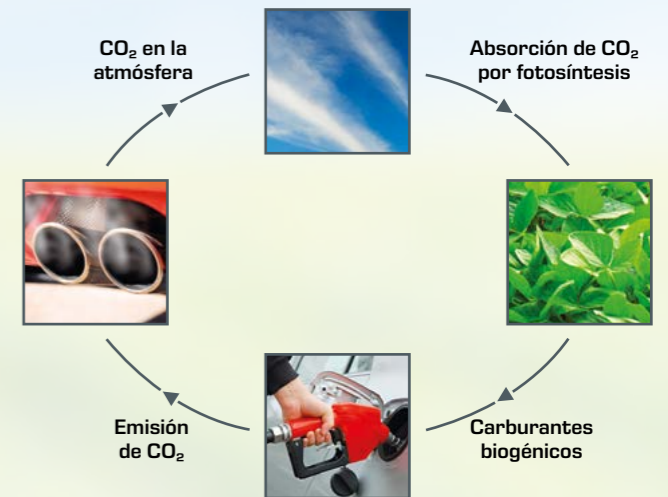 CO₂ en la
atmósfera
Absorción de CO₂
por fotosíntesis
Emisión
de CO₂
Carburantes
biogénicos